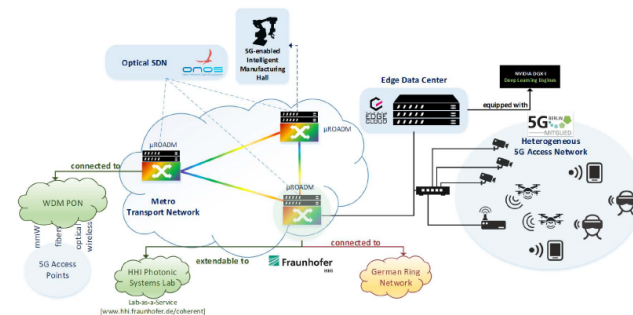 5G-enabled
Intelligent
Manufacturing
Hall
Optical SDN
onos
Edge Data Center
EDGE
CLOUD
equipped with
NVIDIA DGX-1
Deep Learning Engines
5G BERLIN
MITGLIED
Heterogeneous
5G Access Network
µROADM
µROADM
µROADM
connected to
Metro
Transport Network
WDM PON
mmW
fibers
optical
wireless
5G Access
Points
extendable to
Fraunhofer
HHI
connected to
HHI Photonic
Systems Lab
German Ring
Network
Lab-as-a-Service
[www.hhi.fraunhofer.de/coherent]